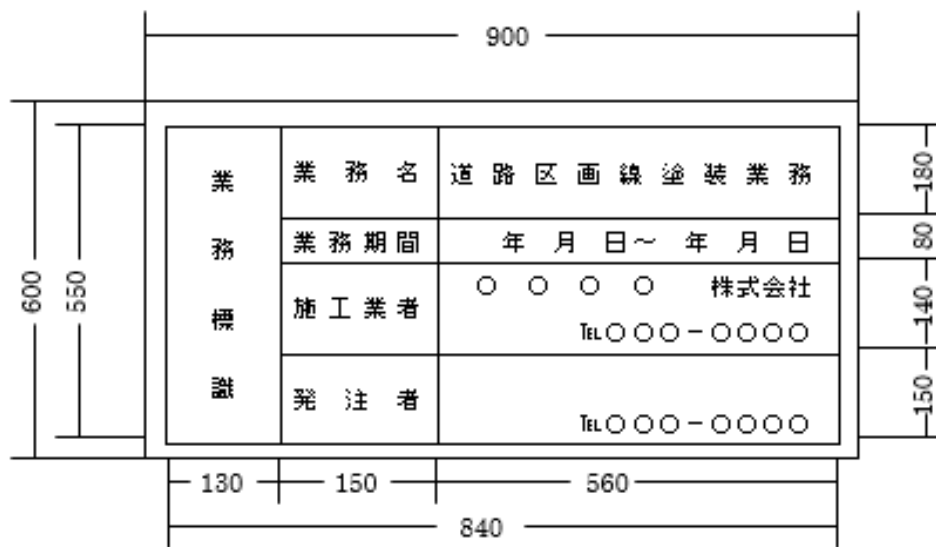 900
業務標識
業務名 道路区画線塗装業務
業務期間 年 月 日～ 年 月 日
施工業者 ○ ○ ○ ○ 株式会社
℡○○○－○○○○
発注者
℡○○○－○○○○
600
550
180
80
140
150
130 150 560
840